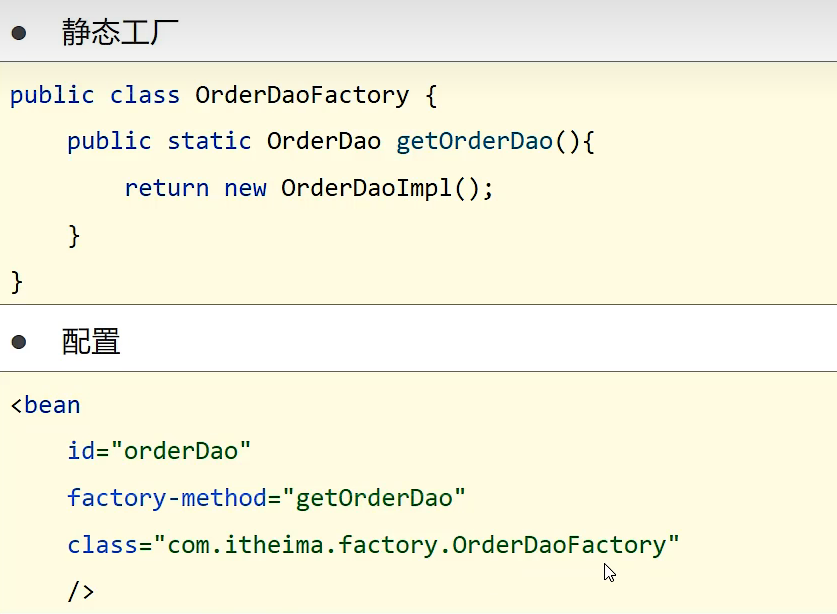 ● 静态工厂
public class OrderDaoFactory {
    public static OrderDao getOrderDao(){
        return new OrderDaoImpl();
    }
}
● 配置
<bean
    id="orderDao"
    factory-method="getOrderDao"
    class="com.itheima.factory.OrderDaoFactory"
    />